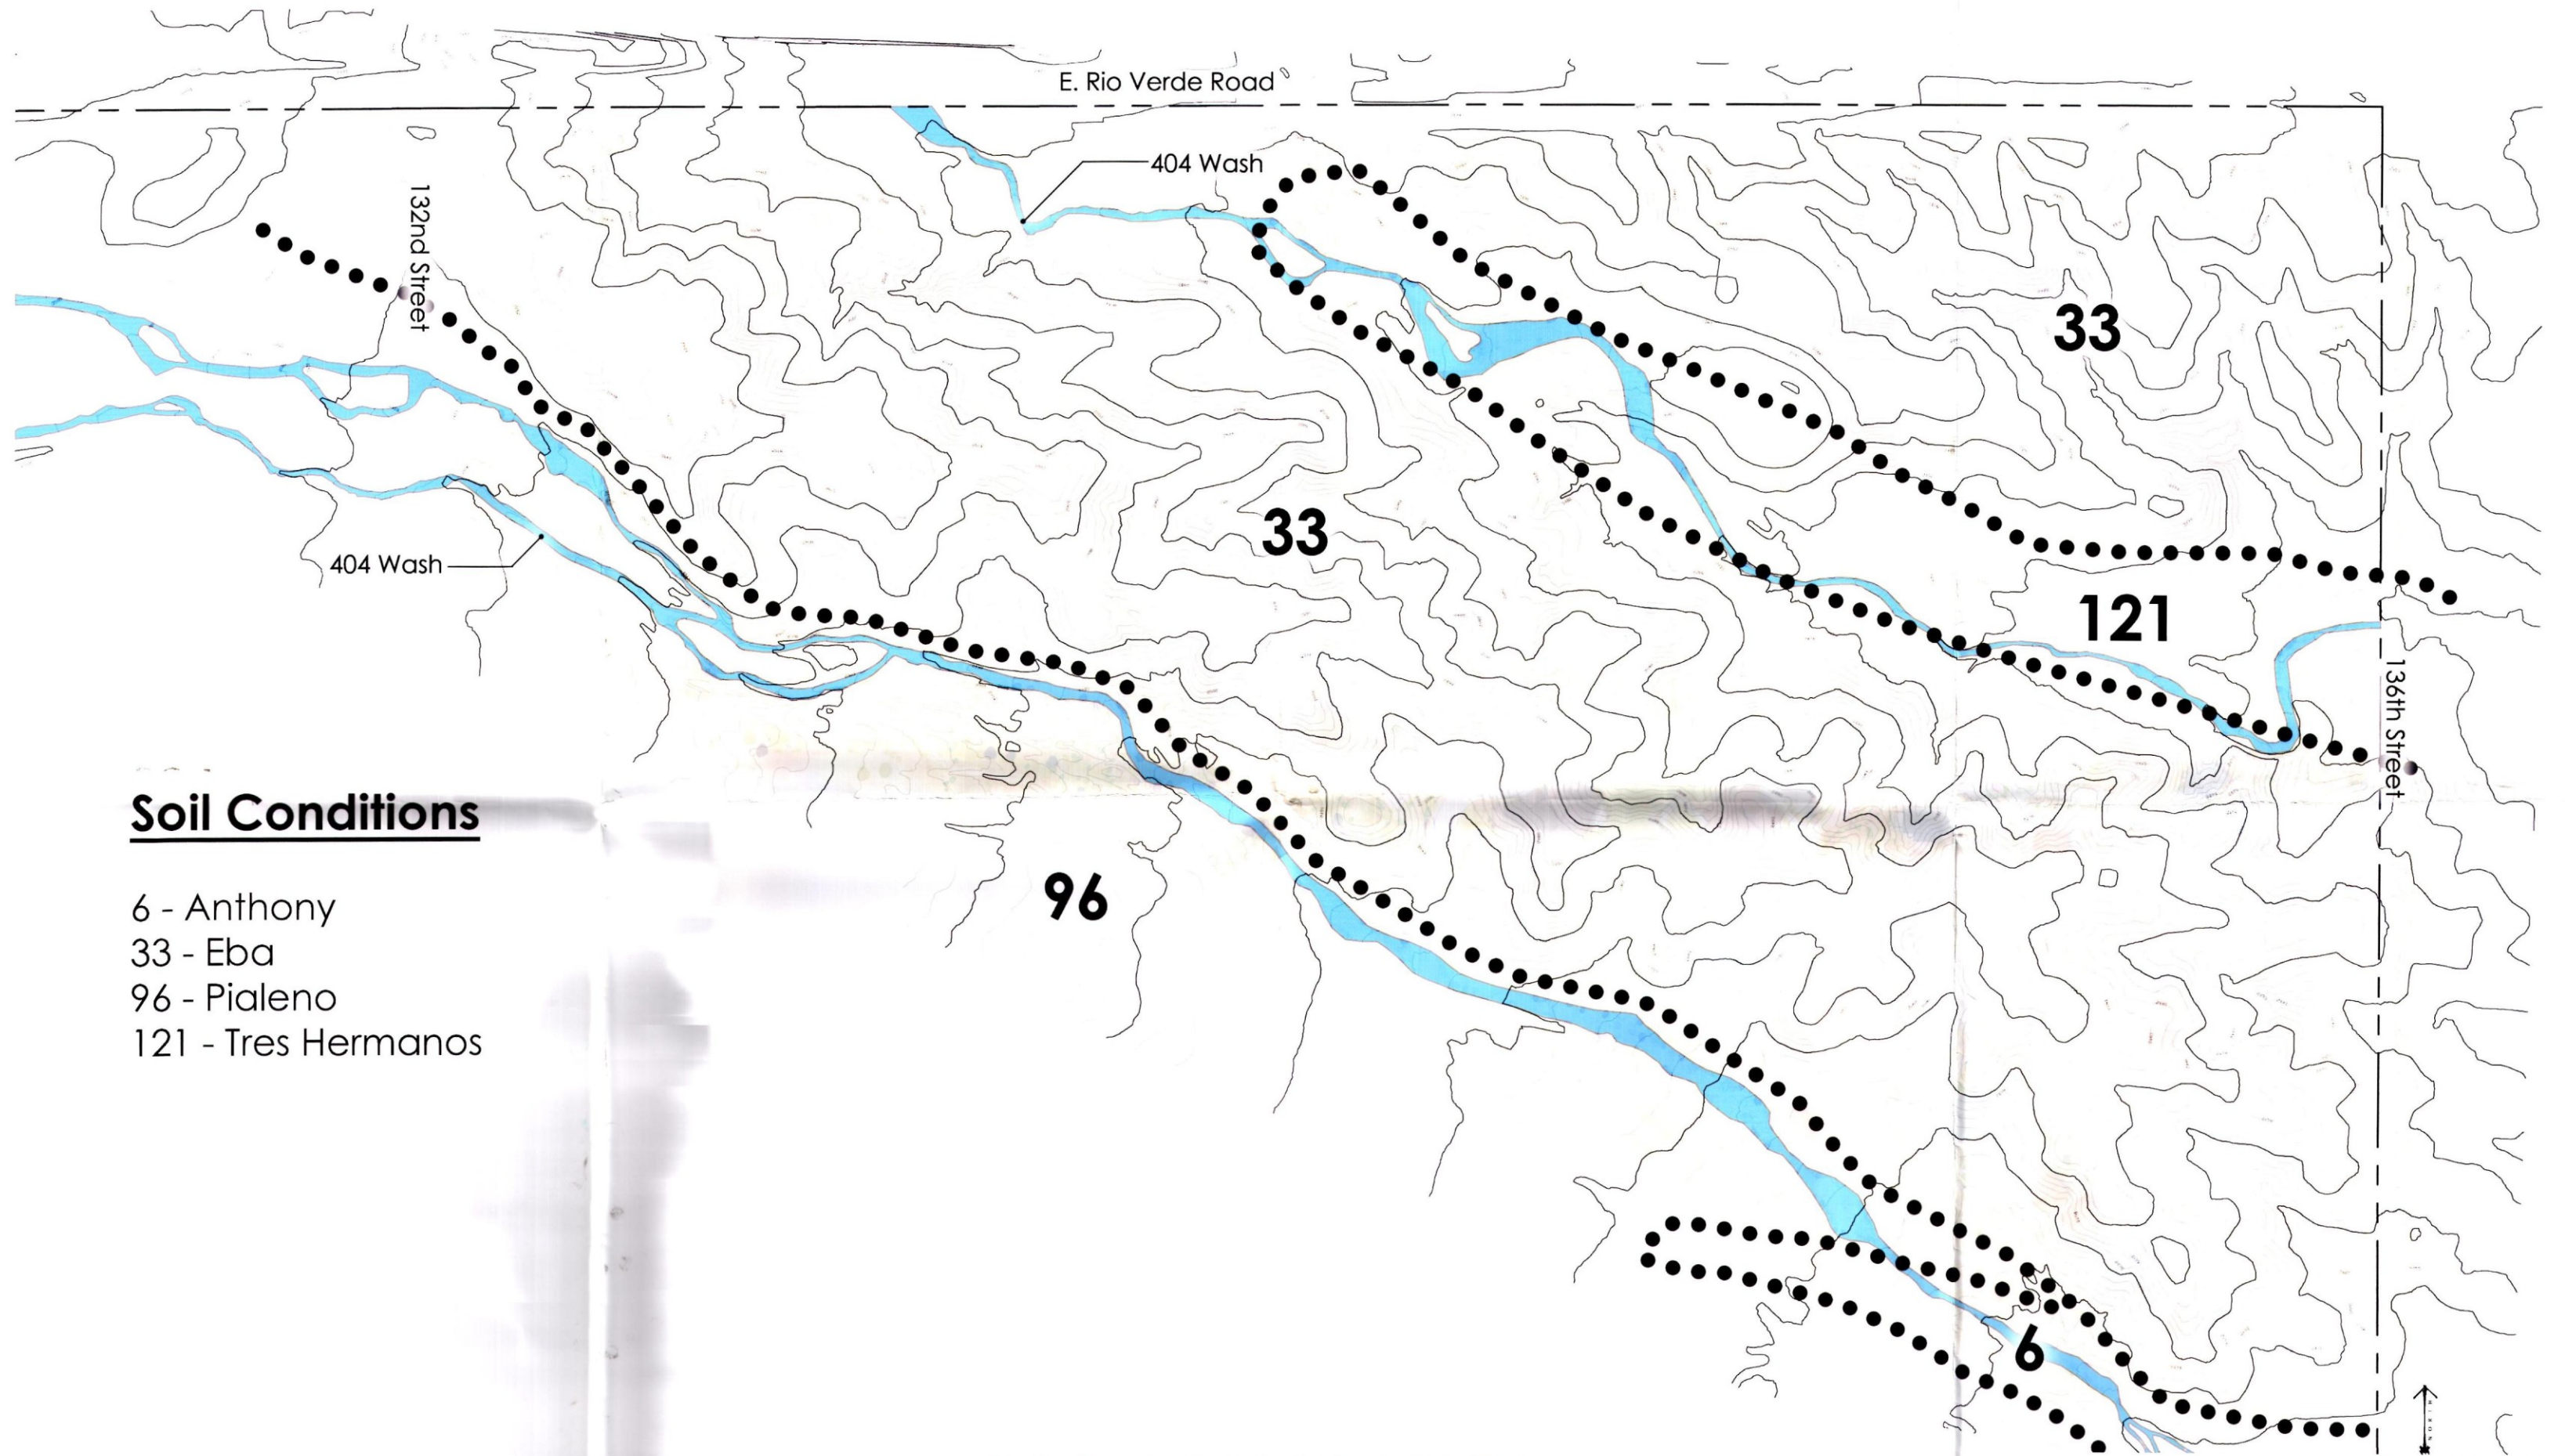 E. Rio Verde Road
404 Wash
132nd Street
33
33
404 Wash
121
136th Street
Soil Conditions
96
6 - Anthony
33 - Eba
96 - Pialeno
121 - Tres Hermanos
6